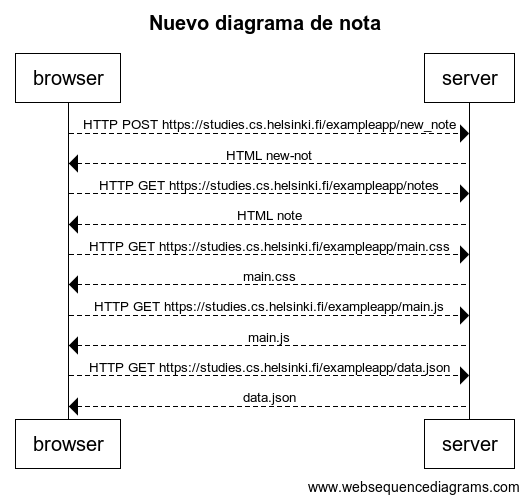 Nuevo diagrama de nota
browser server
HTTP POST https://studies.cs.helsinki.fi/exampleapp/new_note
HTML new-not
HTTP GET https://studies.cs.helsinki.fi/exampleapp/notes
HTML note
HTTP GET https://studies.cs.helsinki.fi/exampleapp/main.css
main.css
HTTP GET https://studies.cs.helsinki.fi/exampleapp/main.js
main.js
HTTP GET https://studies.cs.helsinki.fi/exampleapp/data.json
data.json
browser server
www.websequencediagrams.com